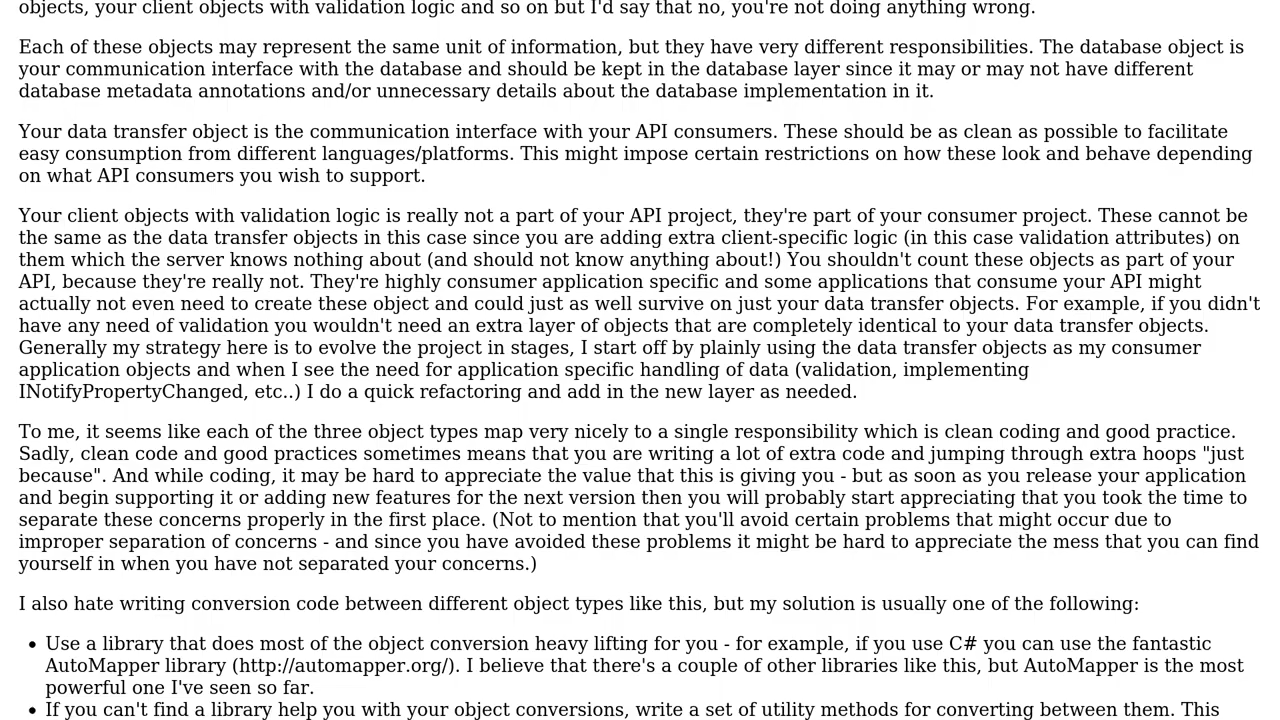 objects, your client objects with validation logic and so on but I'd say that no, you're not doing anything wrong.
Each of these objects may represent the same unit of information, but they have very different responsibilities. The database object is
your communication interface with the database and should be kept in the database layer since it may or may not have different
database metadata annotations and/or unnecessary details about the database implementation in it.
Your data transfer object is the communication interface with your API consumers. These should be as clean as possible to facilitate
easy consumption from different languages/platforms. This might impose certain restrictions on how these look and behave depending
on what API consumers you wish to support.
Your client objects with validation logic is really not a part of your API project, they're part of your consumer project. These cannot be
the same as the data transfer objects in this case since you are adding extra client-specific logic (in this case validation attributes) on
them which the server knows nothing about (and should not know anything about!) You shouldn't count these objects as part of your
API, because they're really not. They're highly consumer application specific and some applications that consume your API might
actually not even need to create these object and could just as well survive on just your data transfer objects. For example, if you didn't
have any need of validation you wouldn't need an extra layer of objects that are completely identical to your data transfer objects.
Generally my strategy here is to evolve the project in stages, I start off by plainly using the data transfer objects as my consumer
application objects and when I see the need for application specific handling of data (validation, implementing
INotifyPropertyChanged, etc..) I do a quick refactoring and add in the new layer as needed.
To me, it seems like each of the three object types map very nicely to a single responsibility which is clean coding and good practice.
Sadly, clean code and good practices sometimes means that you are writing a lot of extra code and jumping through extra hoops "just
because". And while coding, it may be hard to appreciate the value that this is giving you - but as soon as you release your application
and begin supporting it or adding new features for the next version then you will probably start appreciating that you took the time to
separate these concerns properly in the first place. (Not to mention that you'll avoid certain problems that might occur due to
improper separation of concerns - and since you have avoided these problems it might be hard to appreciate the mess that you can find
yourself in when you have not separated your concerns.)
I also hate writing conversion code between different object types like this, but my solution is usually one of the following:
• Use a library that does most of the object conversion heavy lifting for you - for example, if you use C# you can use the fantastic
AutoMapper library (http://automapper.org/). I believe that there's a couple of other libraries like this, but AutoMapper is the most
powerful one I've seen so far.
• If you can't find a library help you with your object conversions, write a set of utility methods for converting between them. This